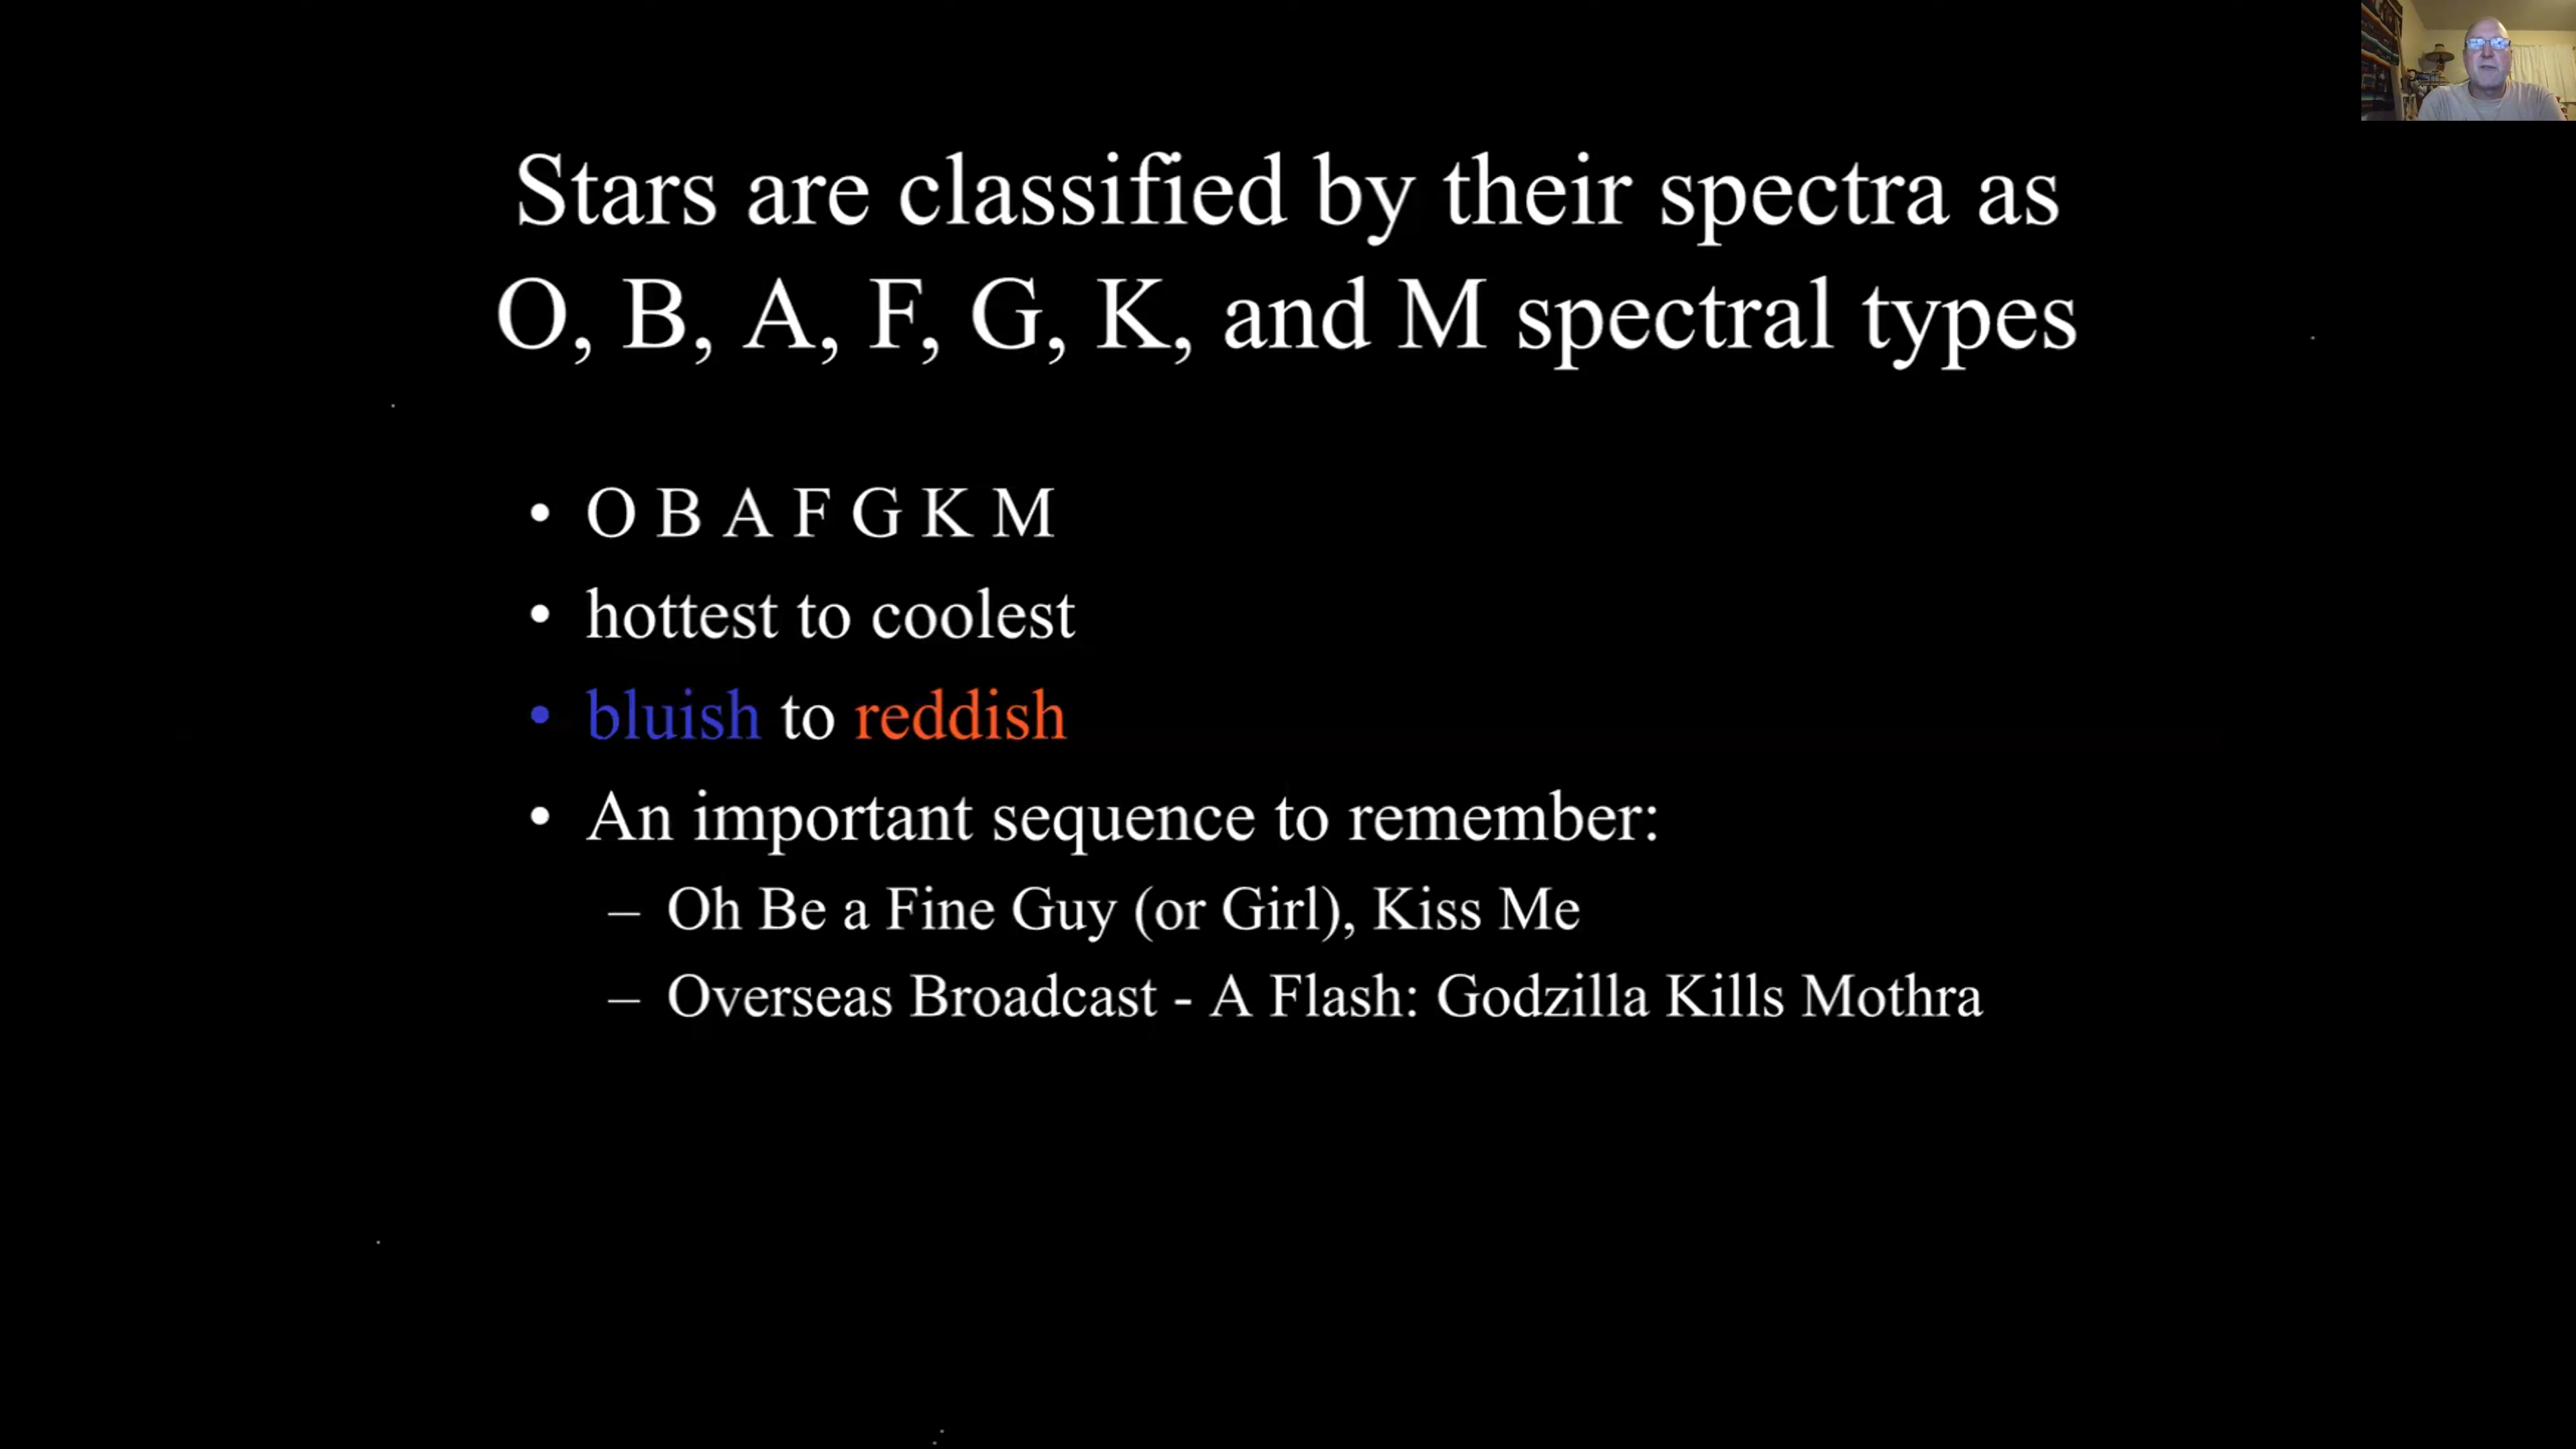 Stars are classified by their spectra as
O, B, A, F, G, K, and M spectral types
• O B A F G K M
• hottest to coolest
• bluish to reddish
• An important sequence to remember:
– Oh Be a Fine Guy (or Girl), Kiss Me
– Overseas Broadcast - A Flash: Godzilla Kills Mothra